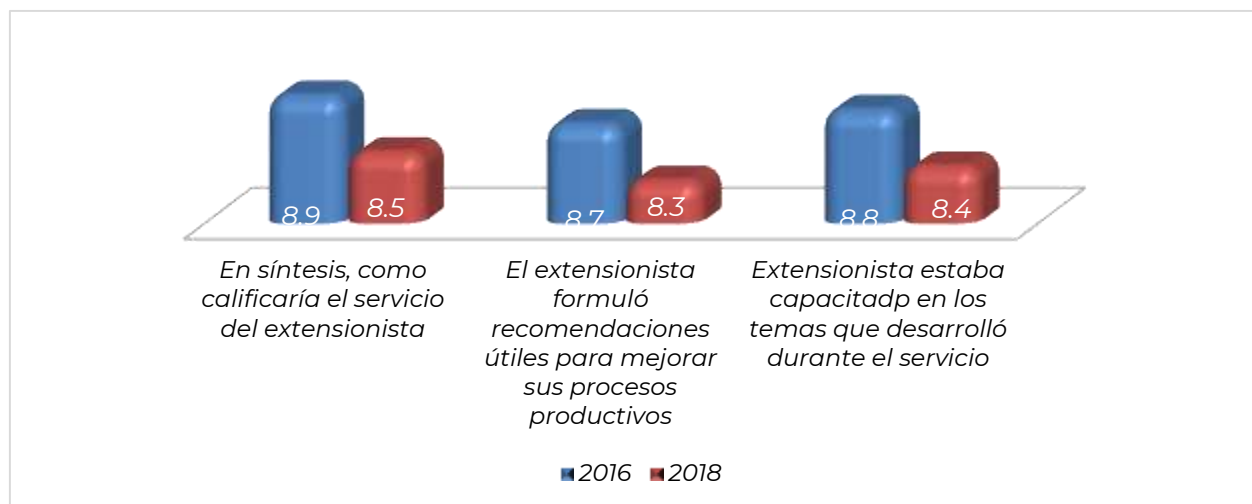 8.9 8.5 8.7 8.3 8.8 8.4
En síntesis, como
calificaría el servicio
del extensionista
El extensionista
formuló
recomendaciones
útiles para mejorar
sus procesos
productivos
Extensionista estaba
capacitadp en los
temas que desarrolló
durante el servicio
2016 2018